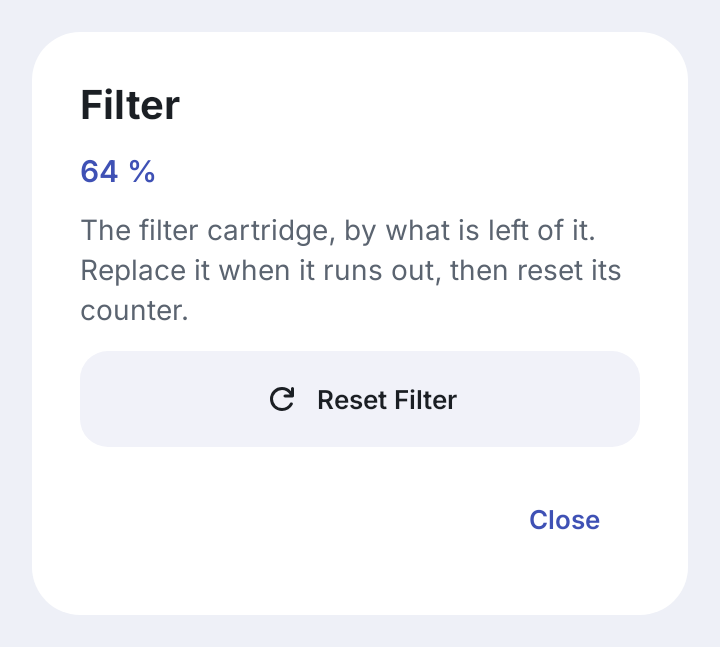 Filter
64 %
The filter cartridge, by what is left of it.
Replace it when it runs out, then reset its
counter.
Reset Filter
Close